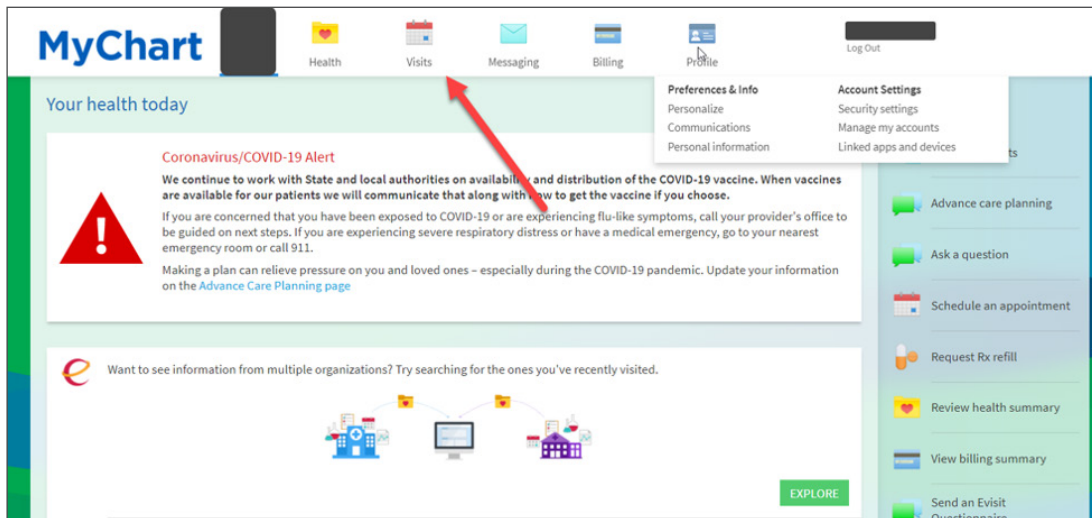 MyChart
Health
Visits
Messaging
Billing
Profile
Log Out
Preferences & Info
Personalize
Communications
Personal information
Account Settings
Security settings
Manage my accounts
Linked apps and devices
Your health today
Coronavirus/COVID-19 Alert
We continue to work with State and local authorities on availability and distribution of the COVID-19 vaccine. When vaccines
are available for our patients we will communicate that along with how to get the vaccine if you choose.
If you are concerned that you have been exposed to COVID-19 or are experiencing flu-like symptoms, call your provider's office to
be guided on next steps. If you are experiencing severe respiratory distress or have a medical emergency, go to your nearest
emergency room or call 911.
Making a plan can relieve pressure on you and loved ones – especially during the COVID-19 pandemic. Update your information
on the Advance Care Planning page
Want to see information from multiple organizations? Try searching for the ones you've recently visited.
EXPLORE
Advance care planning
Ask a question
Schedule an appointment
Request Rx refill
Review health summary
View billing summary
Send an Evisit
Questionnaire